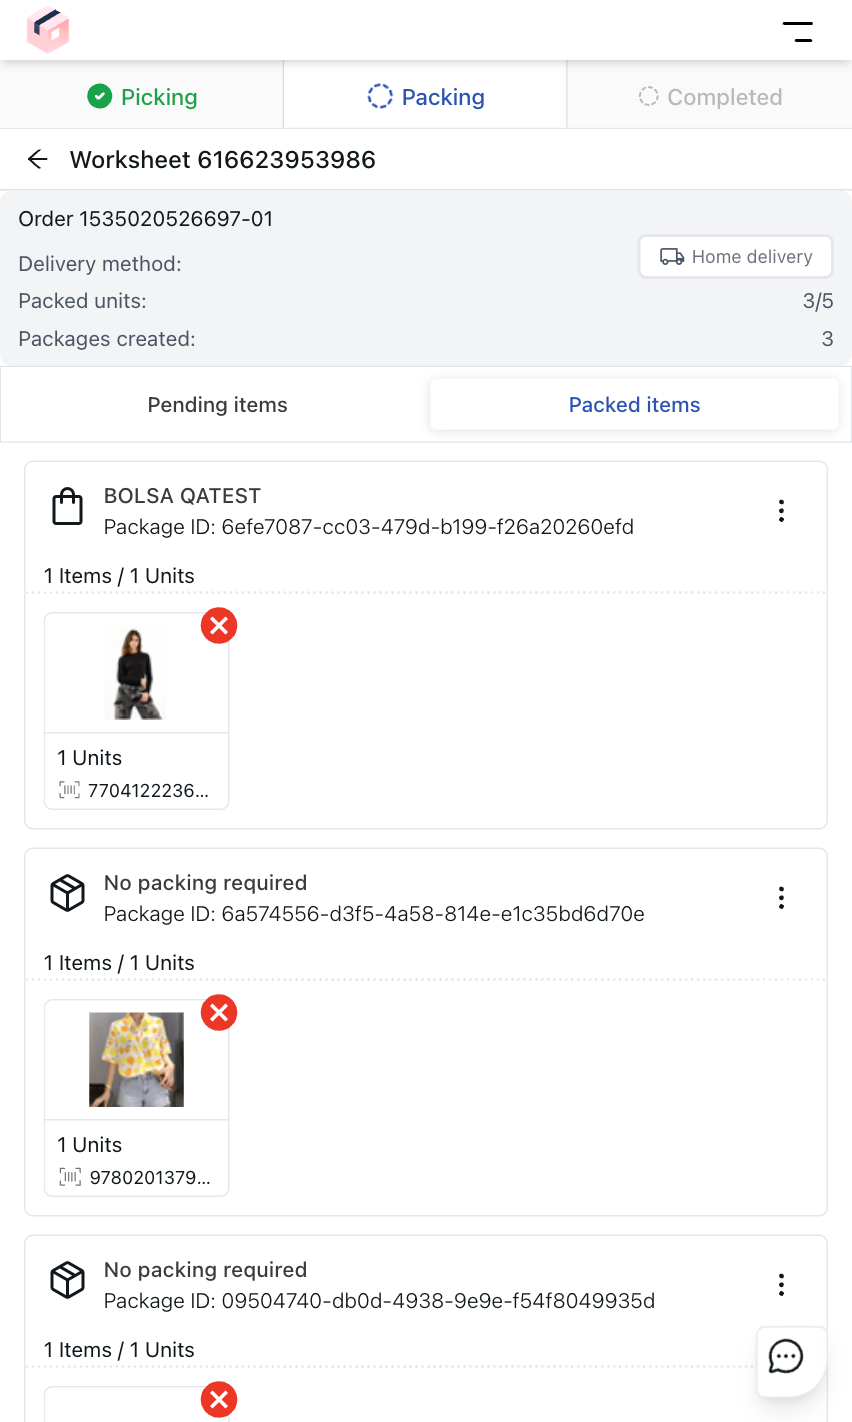 Picking
Packing
Completed
Worksheet 616623953986
Order 1535020526697-01
Delivery method:
Home delivery
Packed units:
3/5
Packages created:
3
Pending items
Packed items
BOLSA QATEST
Package ID: 6efe7087-cc03-479d-b199-f26a20260efd
1 Items / 1 Units
1 Units
7704122236...
No packing required
Package ID: 6a574556-d3f5-4a58-814e-e1c35bd6d70e
1 Items / 1 Units
1 Units
9780201379...
No packing required
Package ID: 09504740-db0d-4938-9e9e-f54f8049935d
1 Items / 1 Units